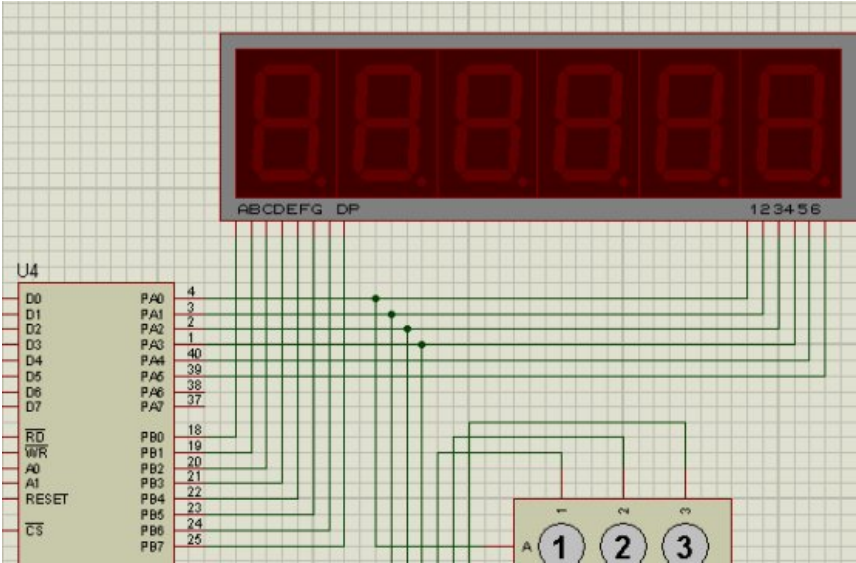 ABCDEFG DP 123456
U4
D0 PA0 4
D1 PA1 3
D2 PA2 2
D3 PA3 1
D4 PA4 40
D5 PA5 39
D6 PA6 38
D7 PA7 37
RD PB0 18
WR PB1 19
A0 PB2 20
A1 PB3 21
RESET PB4 22
PB5 23
CS PB6 24
PB7 25
1 2 3
A 1 2 3